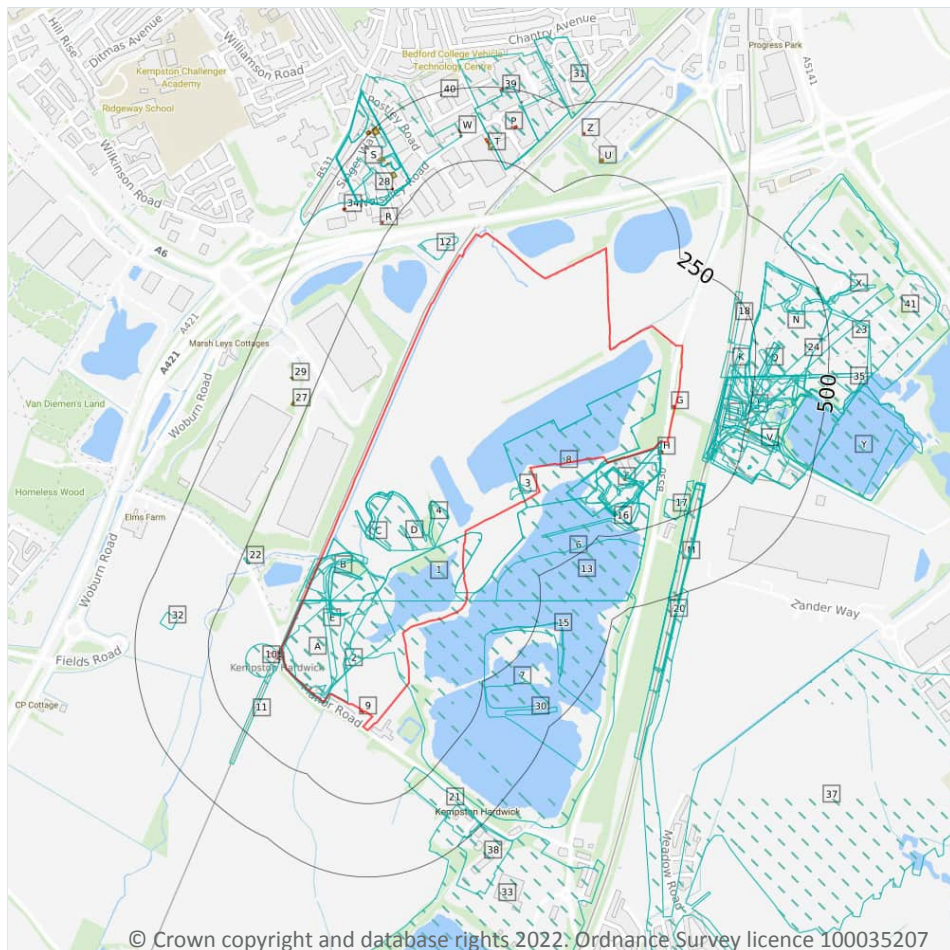 Hill Rise
Ditmas Avenue
Williamson Road
Chantry Avenue
Bedford College Vehicle
Technology Centre
Progress Park
A5141
Kempston Challenger
Academy
Ridgeway School
Wilkinson Road
B531
40
39
31
W
P
T
Z
U
S
28
34
R
12
A6
250
A421
A421
Marsh Leys Cottages
Van Diemen's Land
Woburn Road
29
27
18
X
N
41
23
24
K
O
35
500
G
V
Y
H
8
I
3
16
17
B530
Homeless Wood
Elms Farm
Woburn Road
22
C
D
4
6
13
M
B
1
32
E
15
20
Zander Way
Fields Road
10
A
2
Kempston Hardwick
7
CP Cottage
11
9
Manor Road
30
21
Kempston Hardwick
38
33
37
Meadow Road
© Crown copyright and database rights 2022. Ordnance Survey licence 100035207